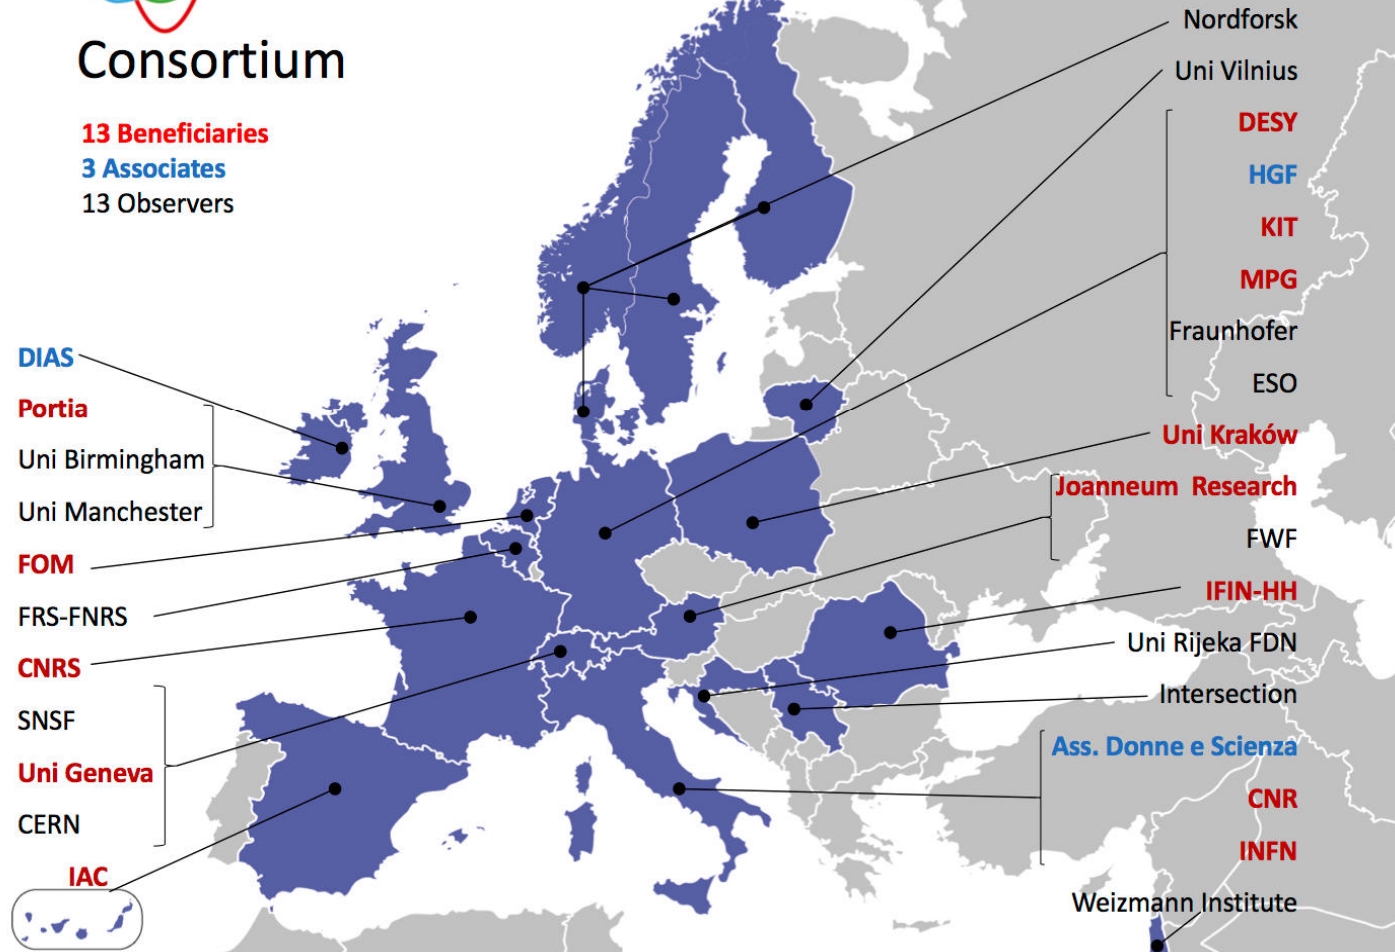 Consortium
13 Beneficiaries
3 Associates
13 Observers
DIAS
Portia
Uni Birmingham
Uni Manchester
FOM
FRS-FNRS
CNRS
SNSF
Uni Geneva
CERN
IAC
Nordforsk
Uni Vilnius
DESY
HGF
KIT
MPG
Fraunhofer
ESO
Uni Kraków
Joanneum Research
FWF
IFIN-HH
Uni Rijeka FDN
Intersection
Ass. Donne e Scienza
CNR
INFN
Weizmann Institute